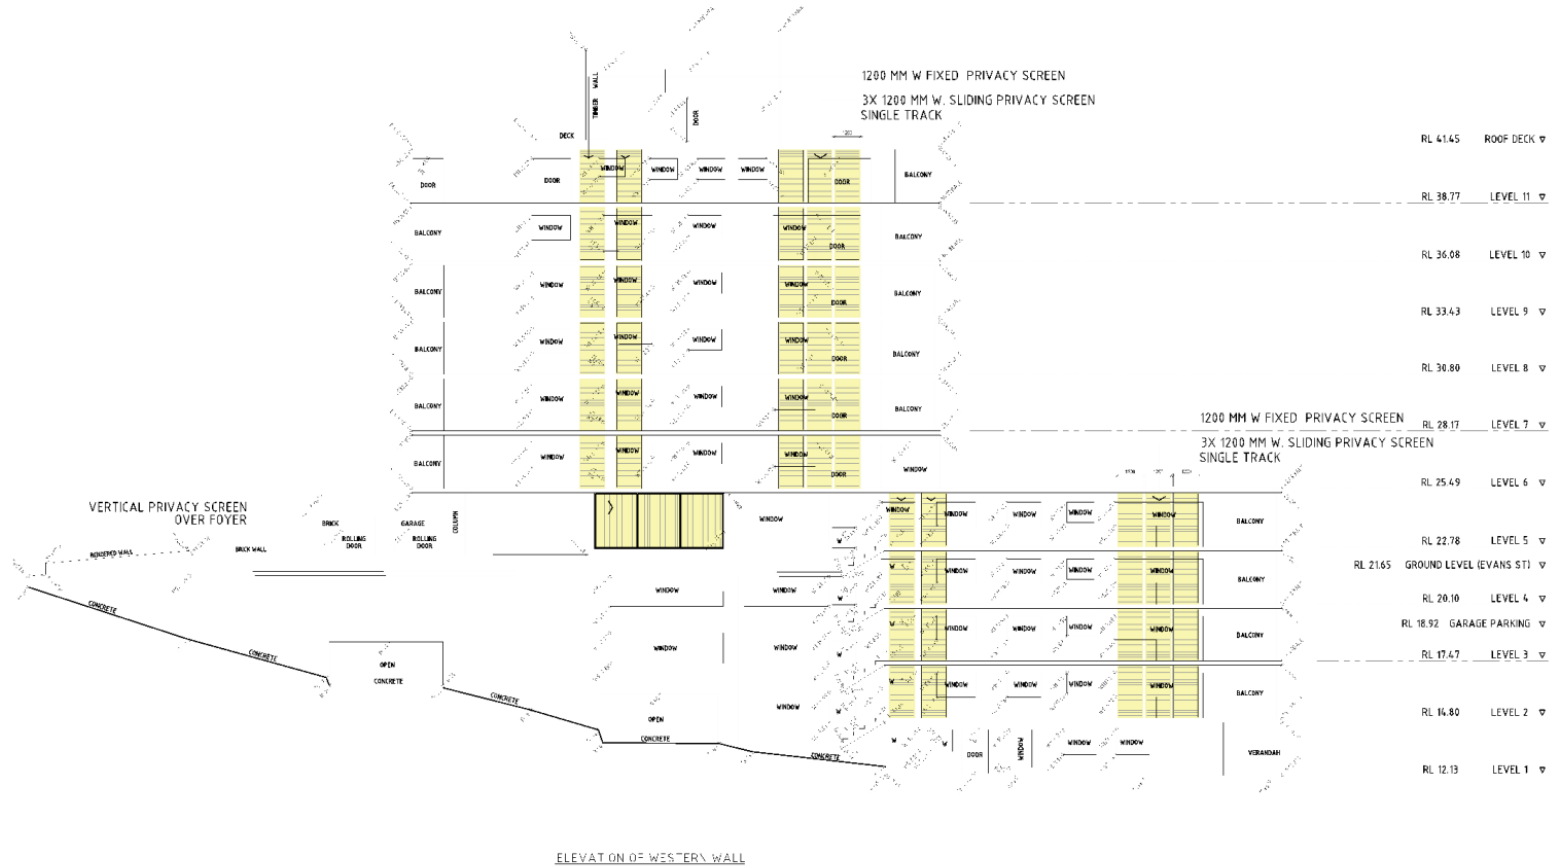 1200 MM W FIXED PRIVACY SCREEN
3X 1200 MM W. SLIDING PRIVACY SCREEN
SINGLE TRACK
TIMBER WALL
DOOR
DECK
1200
RL 41.45 ROOF DECK
DOOR
DOOR
WINDOW
WINDOW
WINDOW
WINDOW
DOOR
BALCONY
RL 38.77 LEVEL 11
BALCONY
WINDOW
WINDOW
WINDOW
WINDOW
DOOR
BALCONY
RL 36.08 LEVEL 10
BALCONY
WINDOW
WINDOW
WINDOW
WINDOW
DOOR
BALCONY
RL 33.43 LEVEL 9
BALCONY
WINDOW
WINDOW
WINDOW
WINDOW
DOOR
BALCONY
RL 30.80 LEVEL 8
BALCONY
WINDOW
WINDOW
WINDOW
WINDOW
DOOR
BALCONY
1200 MM W FIXED PRIVACY SCREEN
RL 28.17 LEVEL 7
3X 1200 MM W. SLIDING PRIVACY SCREEN
SINGLE TRACK
BALCONY
WINDOW
WINDOW
WINDOW
WINDOW
DOOR
WINDOW
RL 25.49 LEVEL 6
VERTICAL PRIVACY SCREEN
OVER FOYER
RENDERED WALL
BRICK WALL
BRICK
ROLLING
DOOR
GARAGE
ROLLING
DOOR
COLUMN
WINDOW
W
WINDOW
WINDOW
WINDOW
WINDOW
WINDOW
BALCONY
RL 22.78 LEVEL 5
RL 21.65 GROUND LEVEL (EVANS ST)
WINDOW
WINDOW
W
W
WINDOW
WINDOW
WINDOW
WINDOW
BALCONY
RL 20.10 LEVEL 4
CONCRETE
RL 18.92 GARAGE PARKING
WINDOW
WINDOW
W
W
WINDOW
WINDOW
WINDOW
WINDOW
BALCONY
RL 17.47 LEVEL 3
CONCRETE
OPEN
CONCRETE
CONCRETE
WINDOW
W
W
WINDOW
WINDOW
WINDOW
WINDOW
BALCONY
RL 14.80 LEVEL 2
OPEN
CONCRETE
CONCRETE
W
W
DOOR
WINDOW
WINDOW
WINDOW
VERANDAH
RL 12.13 LEVEL 1
ELEVATION OF WESTERN WALL